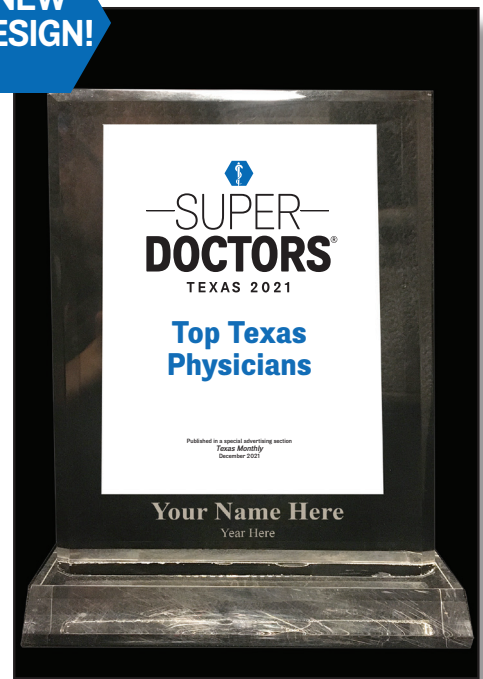 NEW
ESIGN!
SUPER
DOCTORS®
TEXAS 2021
Top Texas
Physicians
Published in a special advertising section
Texas Monthly
December 2021
Your Name Here
Year Here